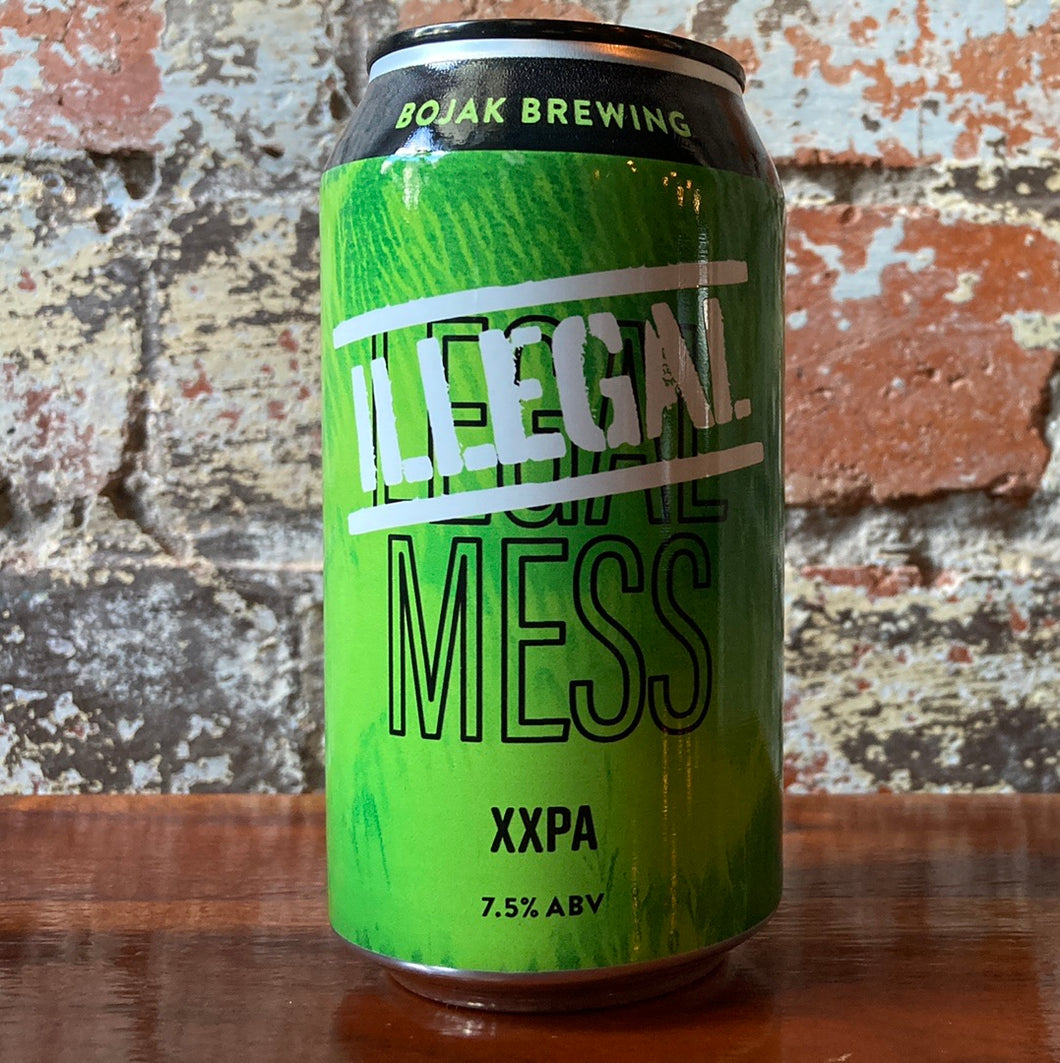 BOJAK BREWING
ILLEGAL
LEGAL
MESS
XXPA
7.5% ABV